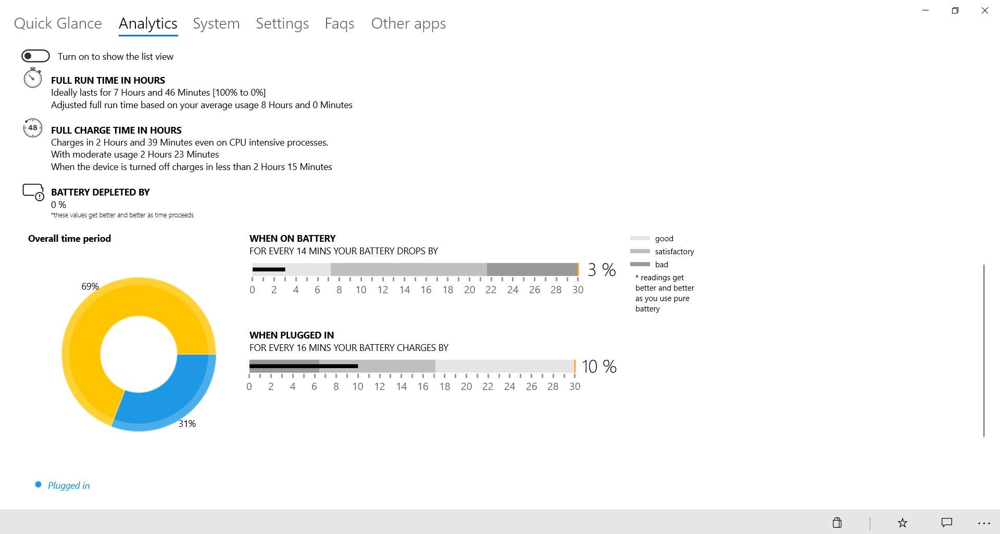 Quick Glance Analytics System Settings Faqs Other apps
Turn on to show the list view
FULL RUN TIME IN HOURS
Ideally lasts for 7 Hours and 46 Minutes [100% to 0%]
Adjusted full run time based on your average usage 8 Hours and 0 Minutes
48
FULL CHARGE TIME IN HOURS
Charges in 2 Hours and 39 Minutes even on CPU intensive processes.
With moderate usage 2 Hours 23 Minutes
When the device is turned off charges in less than 2 Hours 15 Minutes
BATTERY DEPLETED BY
0 %
*these values get better and better as time proceeds
Overall time period
69%
31%
Plugged in
WHEN ON BATTERY
FOR EVERY 14 MINS YOUR BATTERY DROPS BY
3 %
0 2 4 6 8 10 12 14 16 18 20 22 24 26 28 30
WHEN PLUGGED IN
FOR EVERY 16 MINS YOUR BATTERY CHARGES BY
10 %
0 2 4 6 8 10 12 14 16 18 20 22 24 26 28 30
good
satisfactory
bad
* readings get
better and better
as you use pure
battery